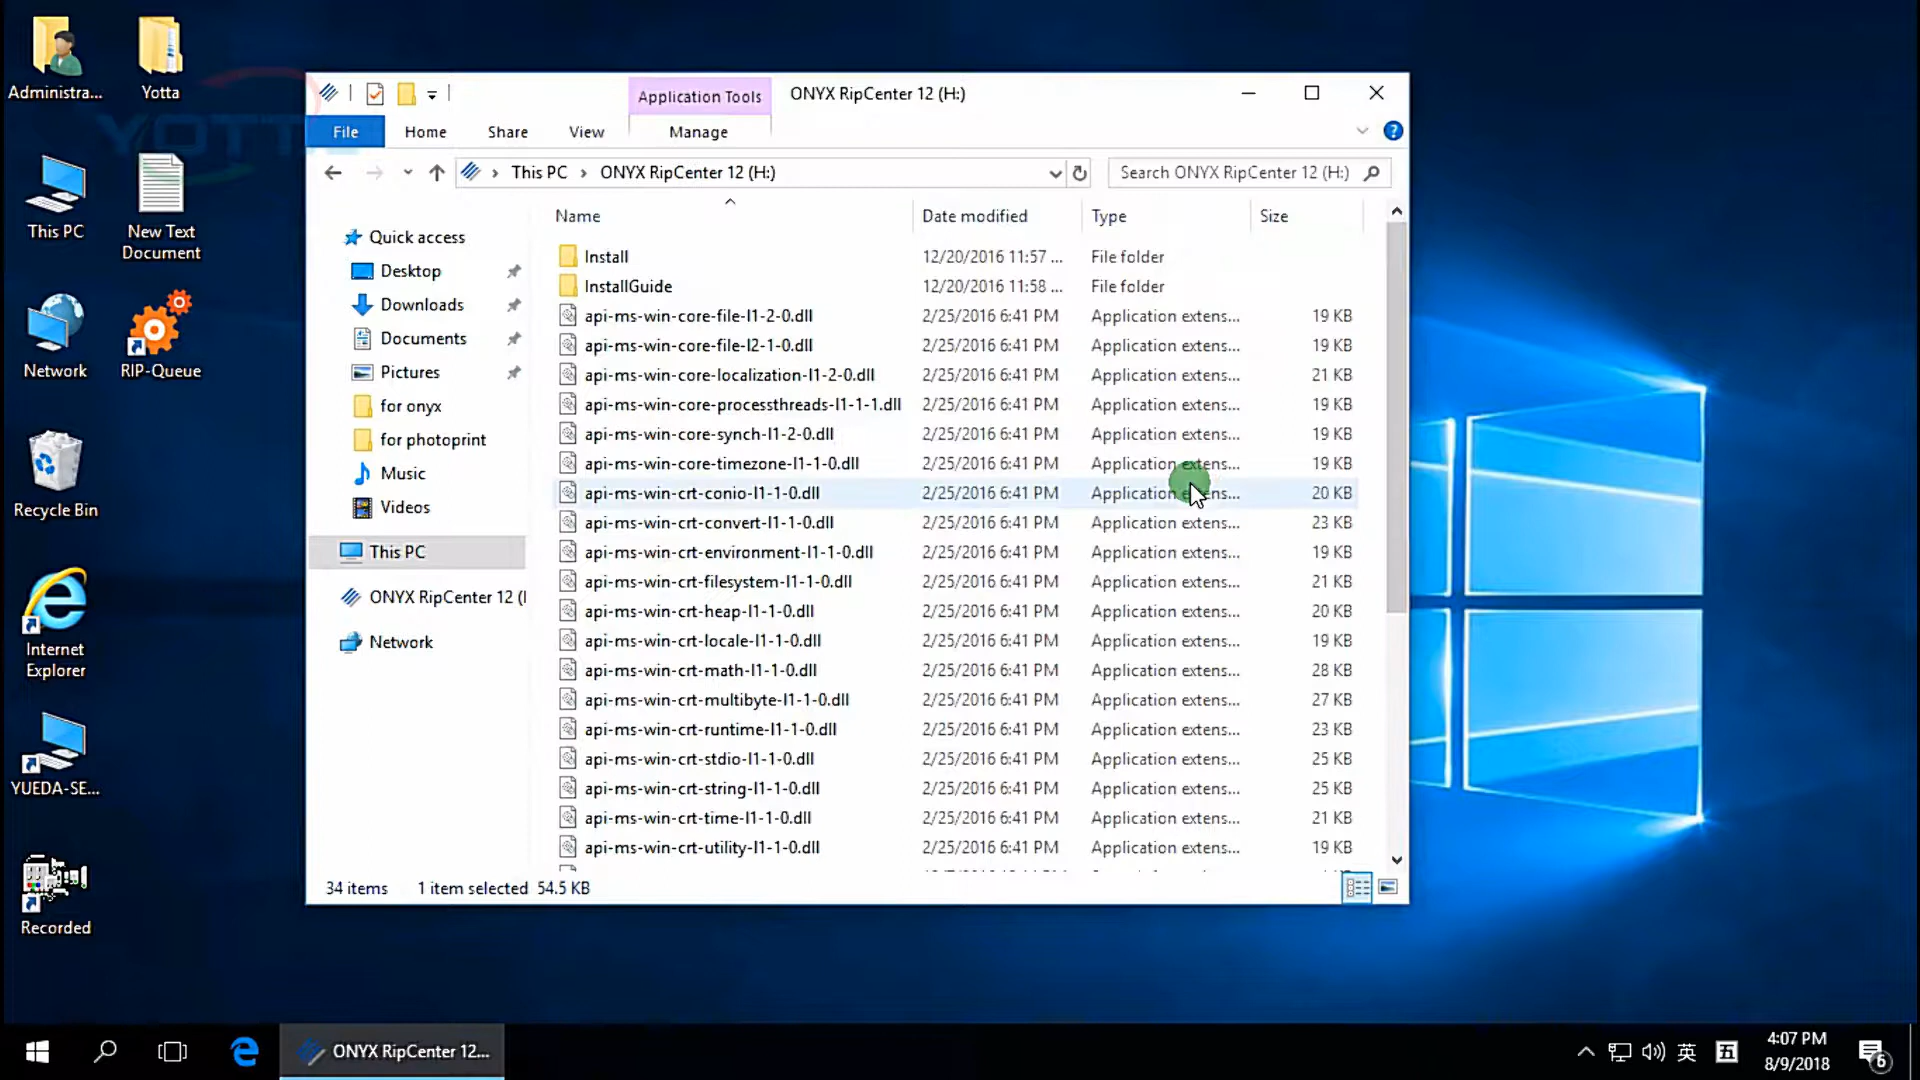 Administra...
Yotta
This PC
New Text
Document
Network
RIP-Queue
Recycle Bin
Internet
Explorer
YUEDA-SE...
Recorded
YOTT
Application Tools
ONYX RipCenter 12 (H:)
File
Home
Share
View
Manage
This PC
ONYX RipCenter 12 (H:)
Search ONYX RipCenter 12 (H:)
Quick access
Desktop
Downloads
Documents
Pictures
for onyx
for photoprint
Music
Videos
This PC
ONYX RipCenter 12 (
Network
Name Date modified Type Size
Install 12/20/2016 11:57 ... File folder
InstallGuide 12/20/2016 11:58 ... File folder
api-ms-win-core-file-l1-2-0.dll 2/25/2016 6:41 PM Application extens... 19 KB
api-ms-win-core-file-l2-1-0.dll 2/25/2016 6:41 PM Application extens... 19 KB
api-ms-win-core-localization-l1-2-0.dll 2/25/2016 6:41 PM Application extens... 21 KB
api-ms-win-core-processthreads-l1-1-1.dll 2/25/2016 6:41 PM Application extens... 19 KB
api-ms-win-core-synch-l1-2-0.dll 2/25/2016 6:41 PM Application extens... 19 KB
api-ms-win-core-timezone-l1-1-0.dll 2/25/2016 6:41 PM Application extens... 19 KB
api-ms-win-crt-conio-l1-1-0.dll 2/25/2016 6:41 PM Application extens... 20 KB
api-ms-win-crt-convert-l1-1-0.dll 2/25/2016 6:41 PM Application extens... 23 KB
api-ms-win-crt-environment-l1-1-0.dll 2/25/2016 6:41 PM Application extens... 19 KB
api-ms-win-crt-filesystem-l1-1-0.dll 2/25/2016 6:41 PM Application extens... 21 KB
api-ms-win-crt-heap-l1-1-0.dll 2/25/2016 6:41 PM Application extens... 20 KB
api-ms-win-crt-locale-l1-1-0.dll 2/25/2016 6:41 PM Application extens... 19 KB
api-ms-win-crt-math-l1-1-0.dll 2/25/2016 6:41 PM Application extens... 28 KB
api-ms-win-crt-multibyte-l1-1-0.dll 2/25/2016 6:41 PM Application extens... 27 KB
api-ms-win-crt-runtime-l1-1-0.dll 2/25/2016 6:41 PM Application extens... 23 KB
api-ms-win-crt-stdio-l1-1-0.dll 2/25/2016 6:41 PM Application extens... 25 KB
api-ms-win-crt-string-l1-1-0.dll 2/25/2016 6:41 PM Application extens... 25 KB
api-ms-win-crt-time-l1-1-0.dll 2/25/2016 6:41 PM Application extens... 21 KB
api-ms-win-crt-utility-l1-1-0.dll 2/25/2016 6:41 PM Application extens... 19 KB
34 items 1 item selected 54.5 KB
ONYX RipCenter 12...
英
五
4:07 PM
8/9/2018
6